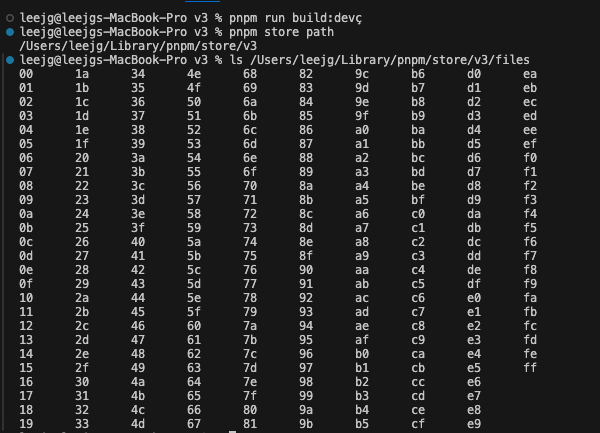 leejg@leejgs-MacBook-Pro v3 % pnpm run build:devç
leejg@leejgs-MacBook-Pro v3 % pnpm store path
/Users/leejg/Library/pnpm/store/v3
leejg@leejgs-MacBook-Pro v3 % ls /Users/leejg/Library/pnpm/store/v3/files
00 1a 34 4e 68 82 9c b6 d0 ea
01 1b 35 4f 69 83 9d b7 d1 eb
02 1c 36 50 6a 84 9e b8 d2 ec
03 1d 37 51 6b 85 9f b9 d3 ed
04 1e 38 52 6c 86 a0 ba d4 ee
05 1f 39 53 6d 87 a1 bb d5 ef
06 20 3a 54 6e 88 a2 bc d6 f0
07 21 3b 55 6f 89 a3 bd d7 f1
08 22 3c 56 70 8a a4 be d8 f2
09 23 3d 57 71 8b a5 bf d9 f3
0a 24 3e 58 72 8c a6 c0 da f4
0b 25 3f 59 73 8d a7 c1 db f5
0c 26 40 5a 74 8e a8 c2 dc f6
0d 27 41 5b 75 8f a9 c3 dd f7
0e 28 42 5c 76 90 aa c4 de f8
0f 29 43 5d 77 91 ab c5 df f9
10 2a 44 5e 78 92 ac c6 e0 fa
11 2b 45 5f 79 93 ad c7 e1 fb
12 2c 46 60 7a 94 ae c8 e2 fc
13 2d 47 61 7b 95 af c9 e3 fd
14 2e 48 62 7c 96 b0 ca e4 fe
15 2f 49 63 7d 97 b1 cb e5 ff
16 30 4a 64 7e 98 b2 cc e6
17 31 4b 65 7f 99 b3 cd e7
18 32 4c 66 80 9a b4 ce e8
19 33 4d 67 81 9b b5 cf e9